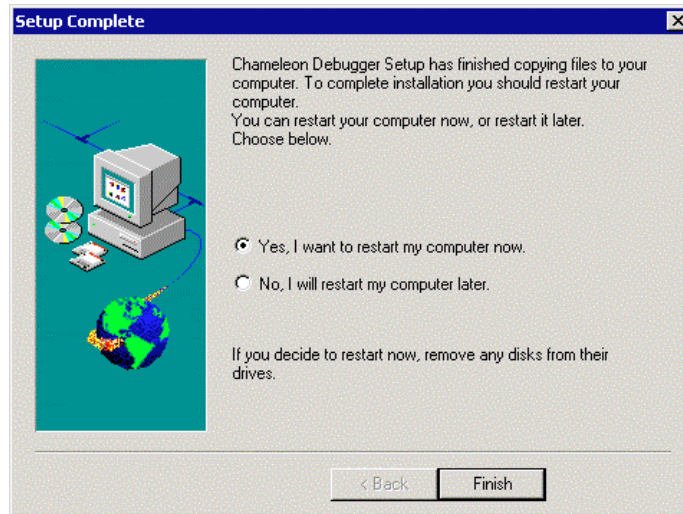 Setup Complete
Chameleon Debugger Setup has finished copying files to your
computer. To complete installation you should restart your
computer.
You can restart your computer now, or restart it later.
Choose below.
Yes, I want to restart my computer now.
No, I will restart my computer later.
If you decide to restart now, remove any disks from their
drives.
< Back
Finish